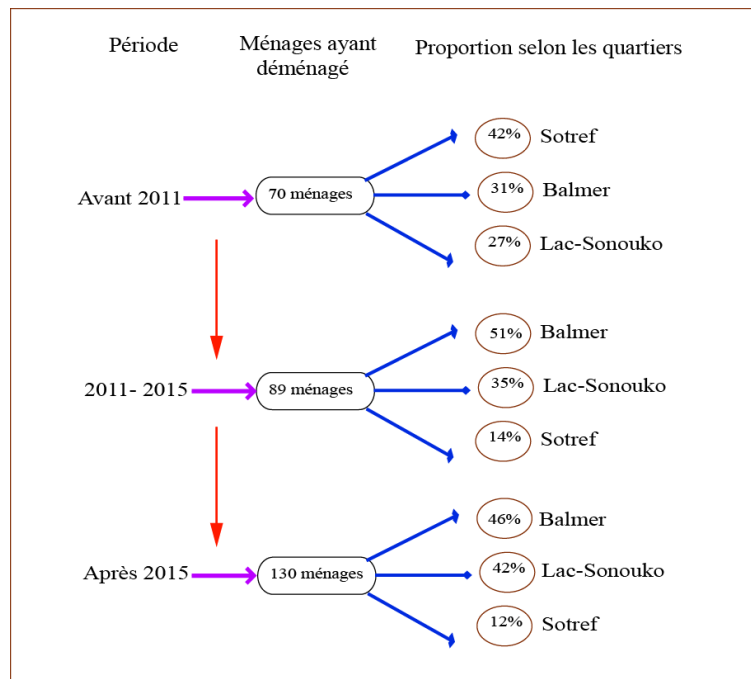 Période
Ménages ayant
déménagé
Proportion selon les quartiers
Avant 2011
70 ménages
42% Sotref
31% Balmer
27% Lac-Sonouko
2011- 2015
89 ménages
51% Balmer
35% Lac-Sonouko
14% Sotref
Après 2015
130 ménages
46% Balmer
42% Lac-Sonouko
12% Sotref